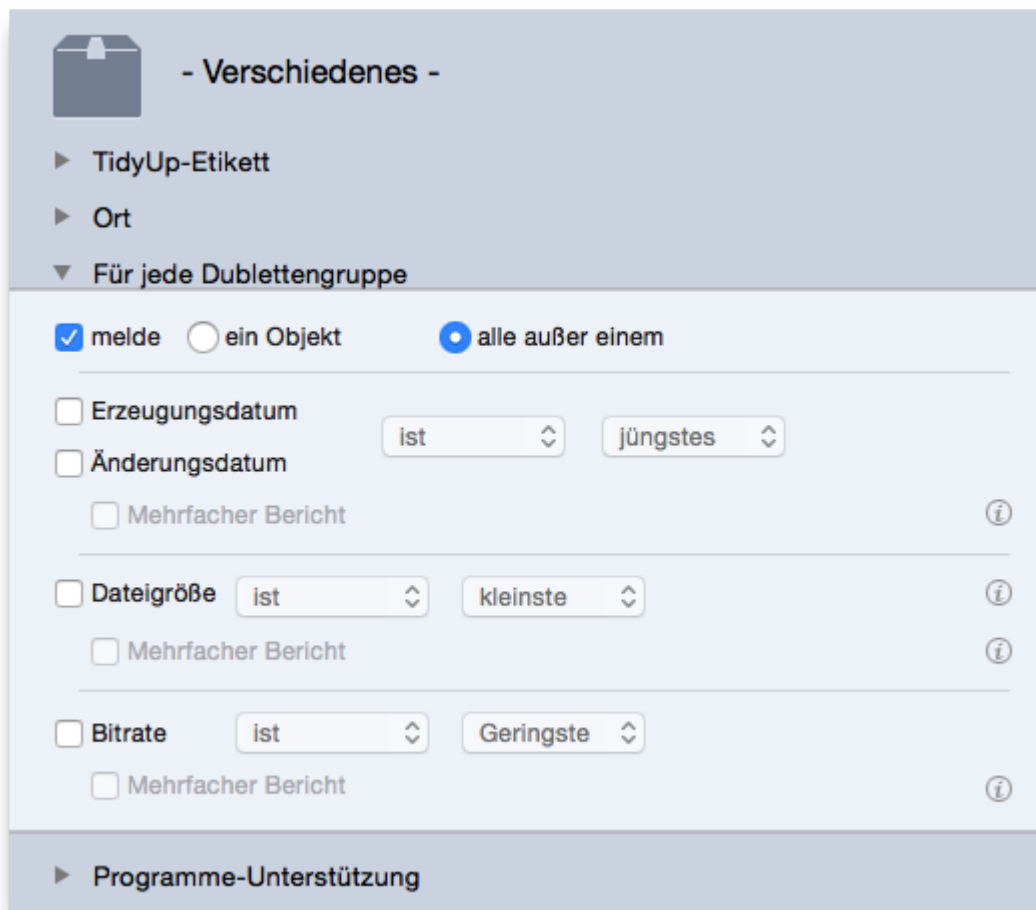 - Verschiedenes -
TidyUp-Etikett
Ort
Für jede Dublettengruppe
melde ein Objekt alle außer einem
Erzeugungsdatum
ist jüngstes
Änderungsdatum
Mehrfacher Bericht
Dateigröße ist kleinste
Mehrfacher Bericht
Bitrate ist Geringste
Mehrfacher Bericht
Programme-Unterstützung